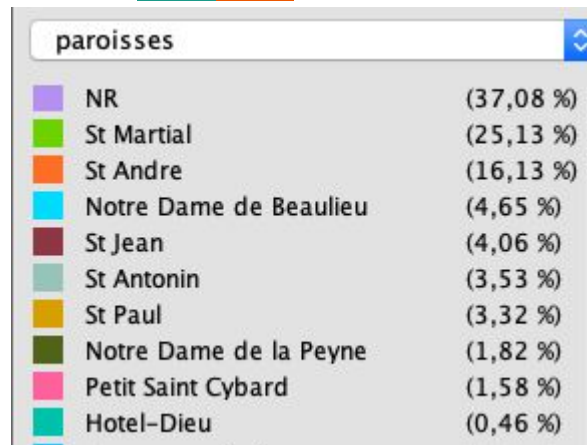 paroisses
NR (37,08 %)
St Martial (25,13 %)
St Andre (16,13 %)
Notre Dame de Beaulieu (4,65 %)
St Jean (4,06 %)
St Antonin (3,53 %)
St Paul (3,32 %)
Notre Dame de la Peyne (1,82 %)
Petit Saint Cybard (1,58 %)
Hotel-Dieu (0,46 %)